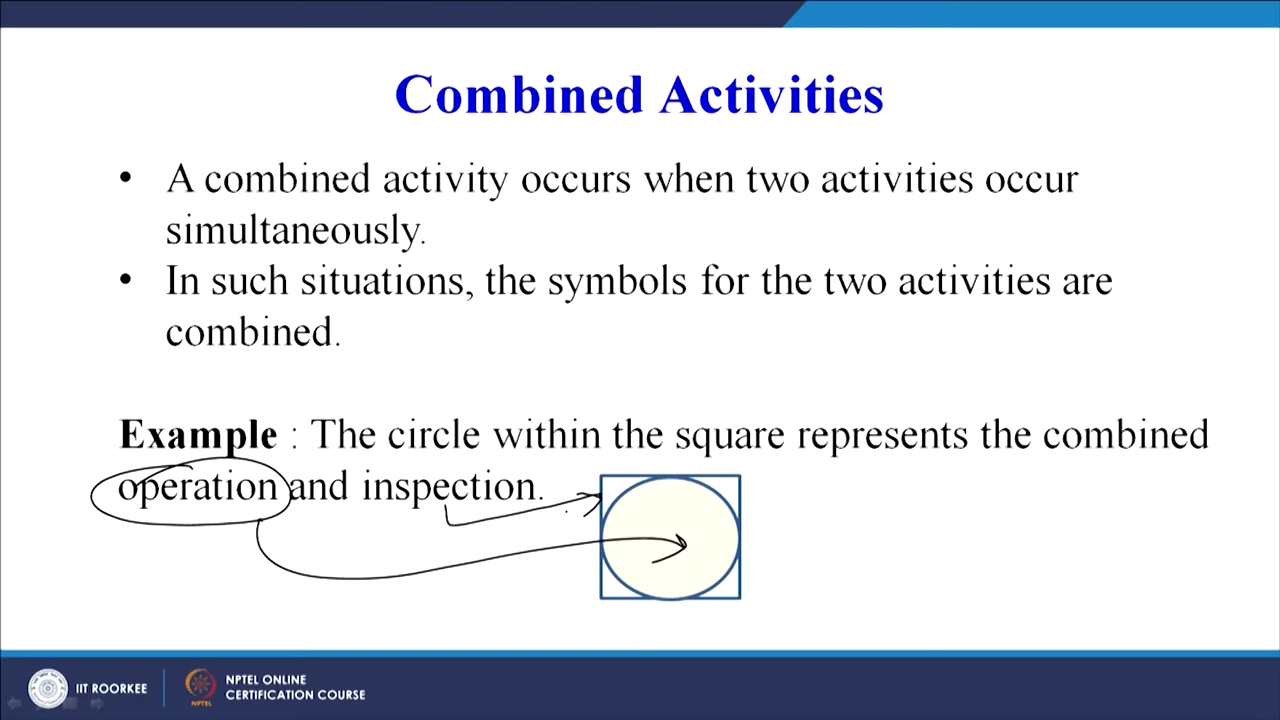 Combined Activities
• A combined activity occurs when two activities occur
simultaneously.
• In such situations, the symbols for the two activities are
combined.
Example : The circle within the square represents the combined
operation and inspection.
IIT ROORKEE
NPTEL
NPTEL ONLINE
CERTIFICATION COURSE